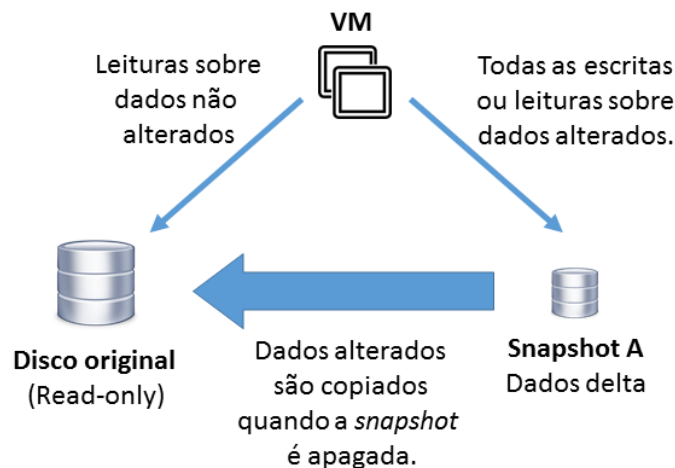 VM
Leituras sobre
dados não
alterados
Todas as escritas
ou leituras sobre
dados alterados.
Disco original
(Read-only)
Dados alterados
são copiados
quando a snapshot
é apagada.
Snapshot A
Dados delta